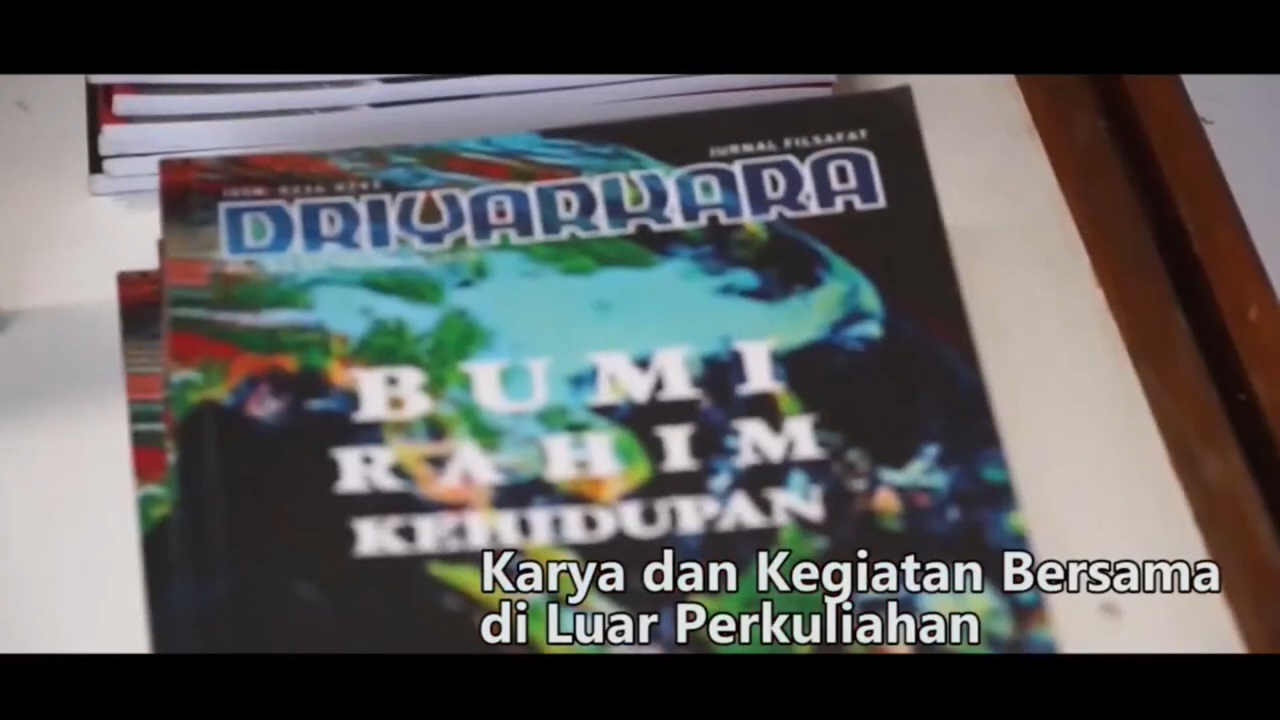 JURNAL FILSAFAT
DRIYARKARA
BUMI
RAHIM
KEHIDUPAN
Karya dan Kegiatan Bersama
di Luar Perkuliahan